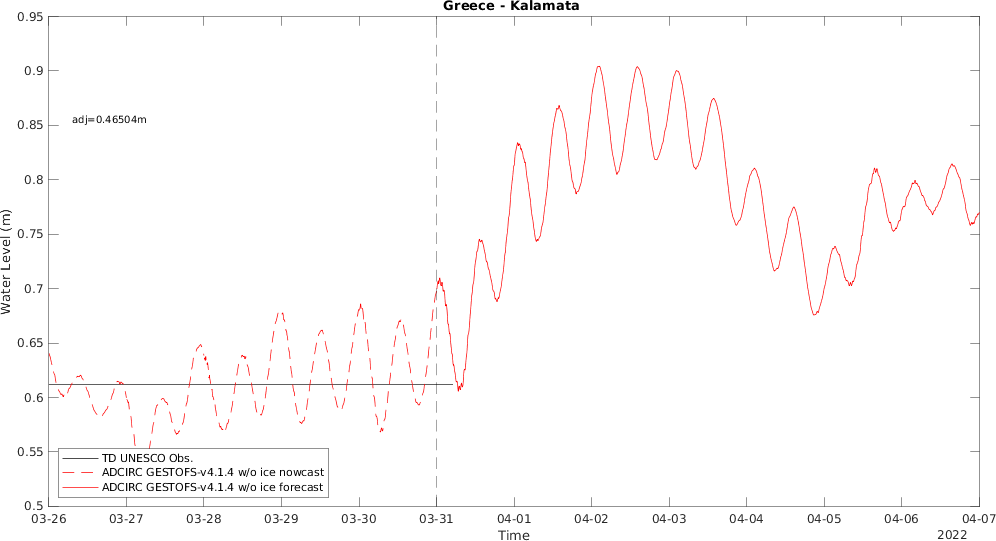 Greece - Kalamata
0.95
0.9
0.85
0.8
0.75
0.7
0.65
0.6
0.55
0.5
Water Level (m)
adj=0.46504m
TD UNESCO Obs.
ADCIRC GESTOFS-v4.1.4 w/o ice nowcast
ADCIRC GESTOFS-v4.1.4 w/o ice forecast
03-26 03-27 03-28 03-29 03-30 03-31 04-01 04-02 04-03 04-04 04-05 04-06 04-07
Time
2022